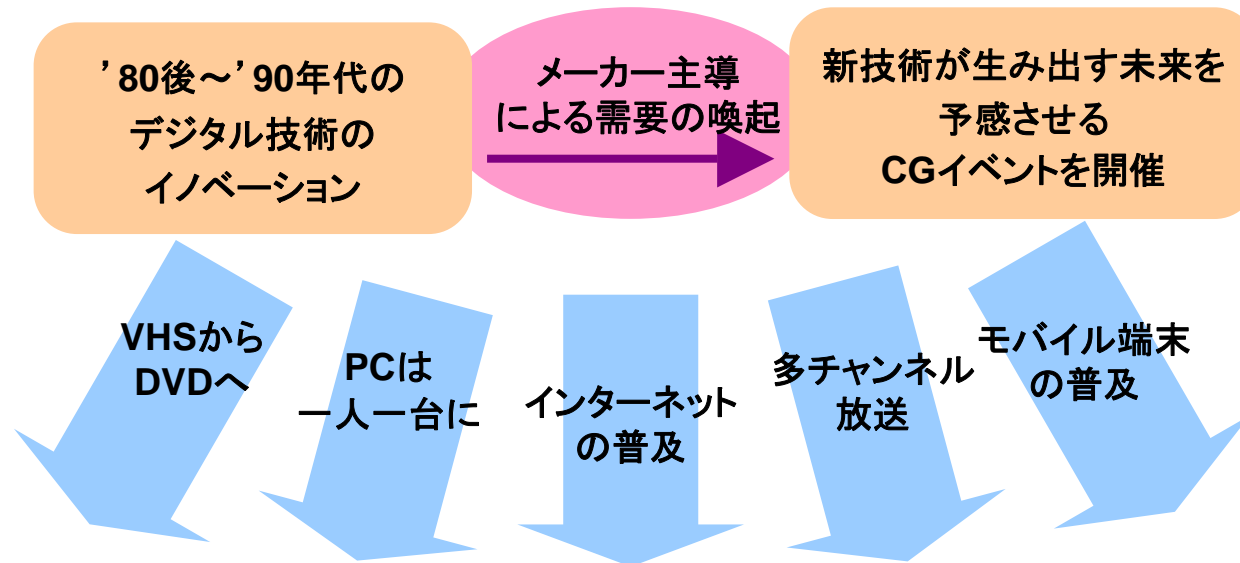 ’80後～’90年代の
デジタル技術の
イノベーション
メーカー主導
による需要の喚起
新技術が生み出す未来を
予感させる
CGイベントを開催
VHSから
DVDへ
PCは
一人一台に
インターネット
の普及
多チャンネル
放送
モバイル端末
の普及